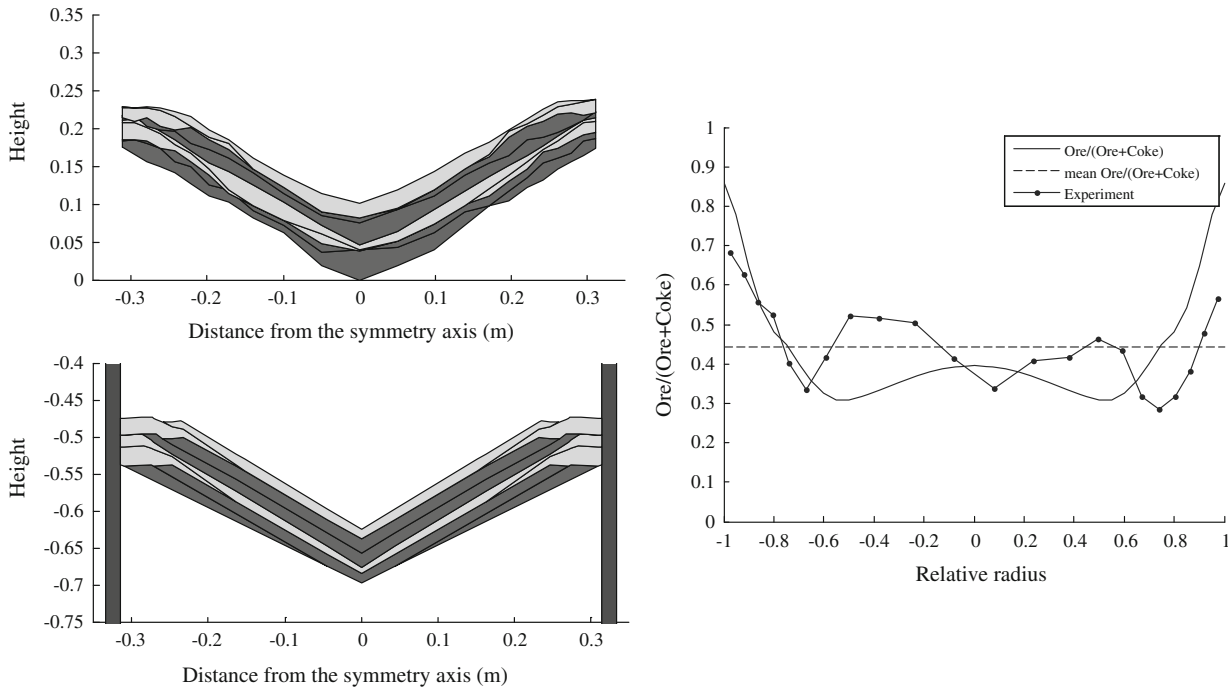 0.35
0.3
0.25
0.2
0.15
0.1
0.05
0
Height
-0.3 -0.2 -0.1 0 0.1 0.2 0.3
Distance from the symmetry axis (m)
-0.4
-0.45
-0.5
-0.55
-0.6
-0.65
-0.7
-0.75
Height
-0.3 -0.2 -0.1 0 0.1 0.2 0.3
Distance from the symmetry axis (m)
1
0.9
0.8
0.7
0.6
0.5
0.4
0.3
0.2
0.1
0
Ore/(Ore+Coke)
Ore/(Ore+Coke)
mean Ore/(Ore+Coke)
Experiment
-1 -0.8 -0.6 -0.4 -0.2 0 0.2 0.4 0.6 0.8 1
Relative radius